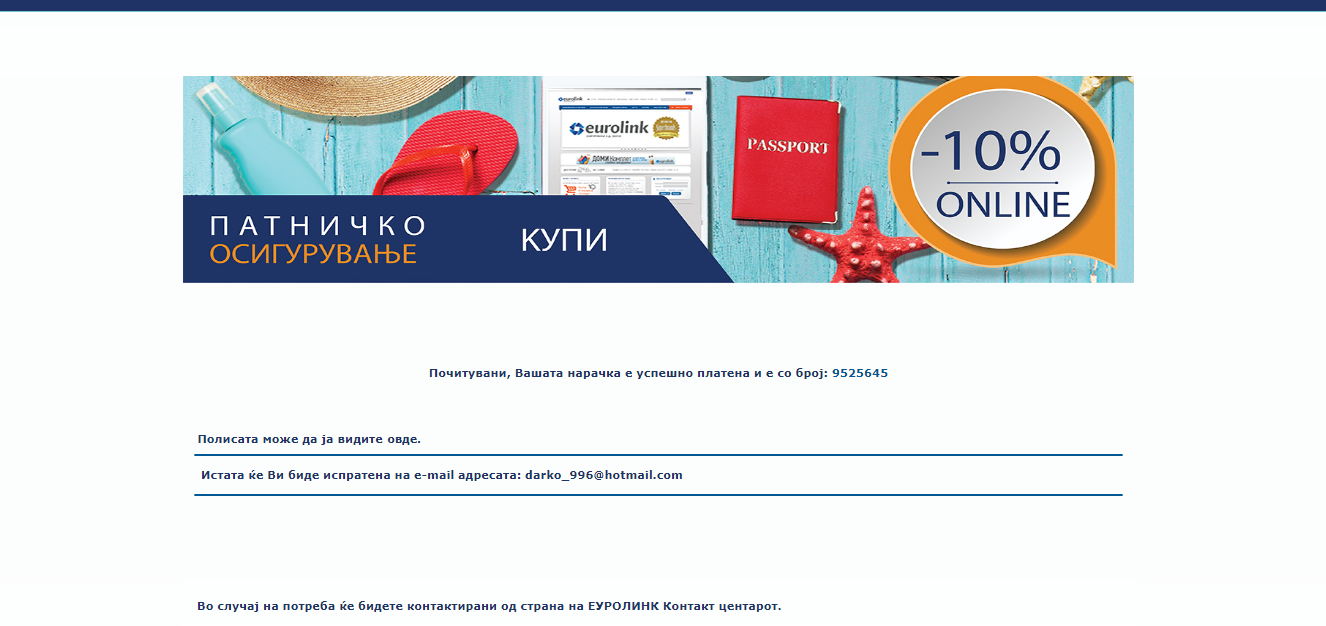 eurolink
ДОМИ
eurolink
PASSPORT
-10%
ONLINE
ПАТНИЧКО
ОСИГУРУВАЊЕ
КУПИ
Почитувани, Вашата нарачка е успешно платена и е со број: 9525645
Полисата може да ја видите овде.
Истата ќе Ви биде испратена на e-mail адресата: darko_996@hotmail.com
Во случај на потреба ќе бидете контактирани од страна на ЕУРОЛИНК Контакт центарот.